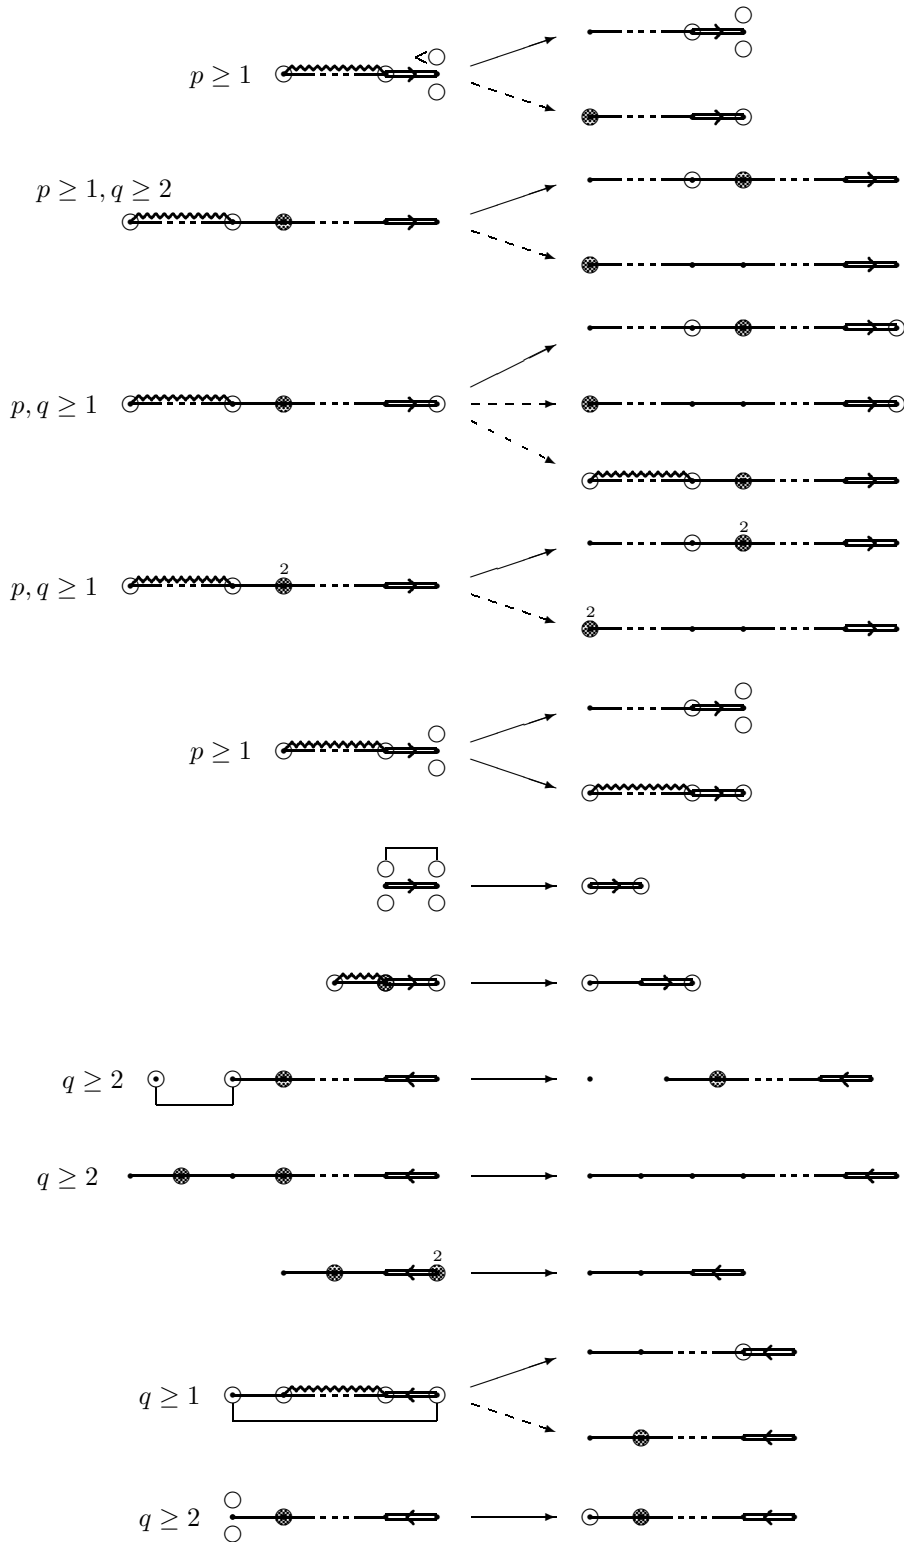 p ≥ 1
<
p ≥ 1, q ≥ 2
p, q ≥ 1
2
2
p, q ≥ 1
2
p ≥ 1
q ≥ 2
q ≥ 2
2
q ≥ 1
q ≥ 2